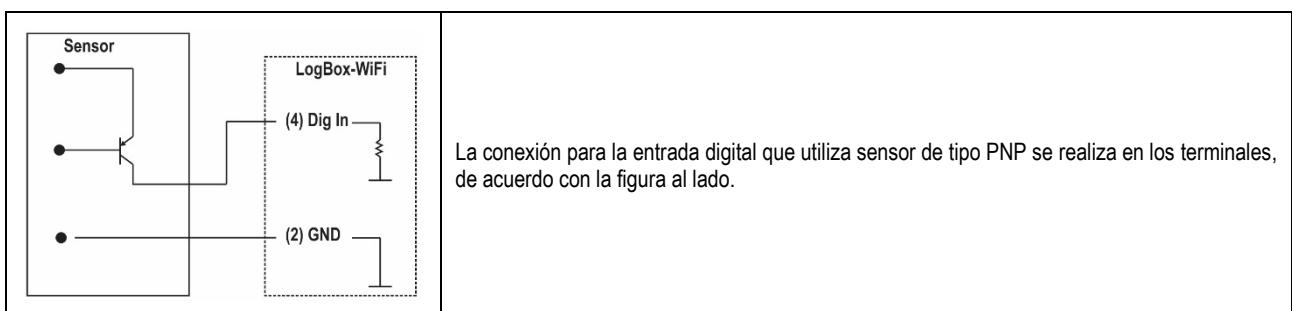 Sensor
LogBox-WiFi
(4) Dig In
(2) GND
La conexión para la entrada digital que utiliza sensor de tipo PNP se realiza en los terminales,
de acuerdo con la figura al lado.